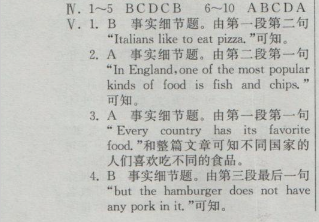 Ⅳ. 1～5 BCDCB 6～10 ABCDA
Ⅴ. 1. B 事实细节题。由第一段第二句
“Italians like to eat pizza.”可知。
2. A 事实细节题。由第二段第一句
“In England, one of the most popular
kinds of food is fish and chips.”
可知。
3. A 事实细节题。由第一段第一句
“Every country has its favorite
food.”和整篇文章可知不同国家的
人们喜欢吃不同的食品。
4. B 事实细节题。由第三段最后一句
“but the hamburger does not have
any pork in it.”可知。